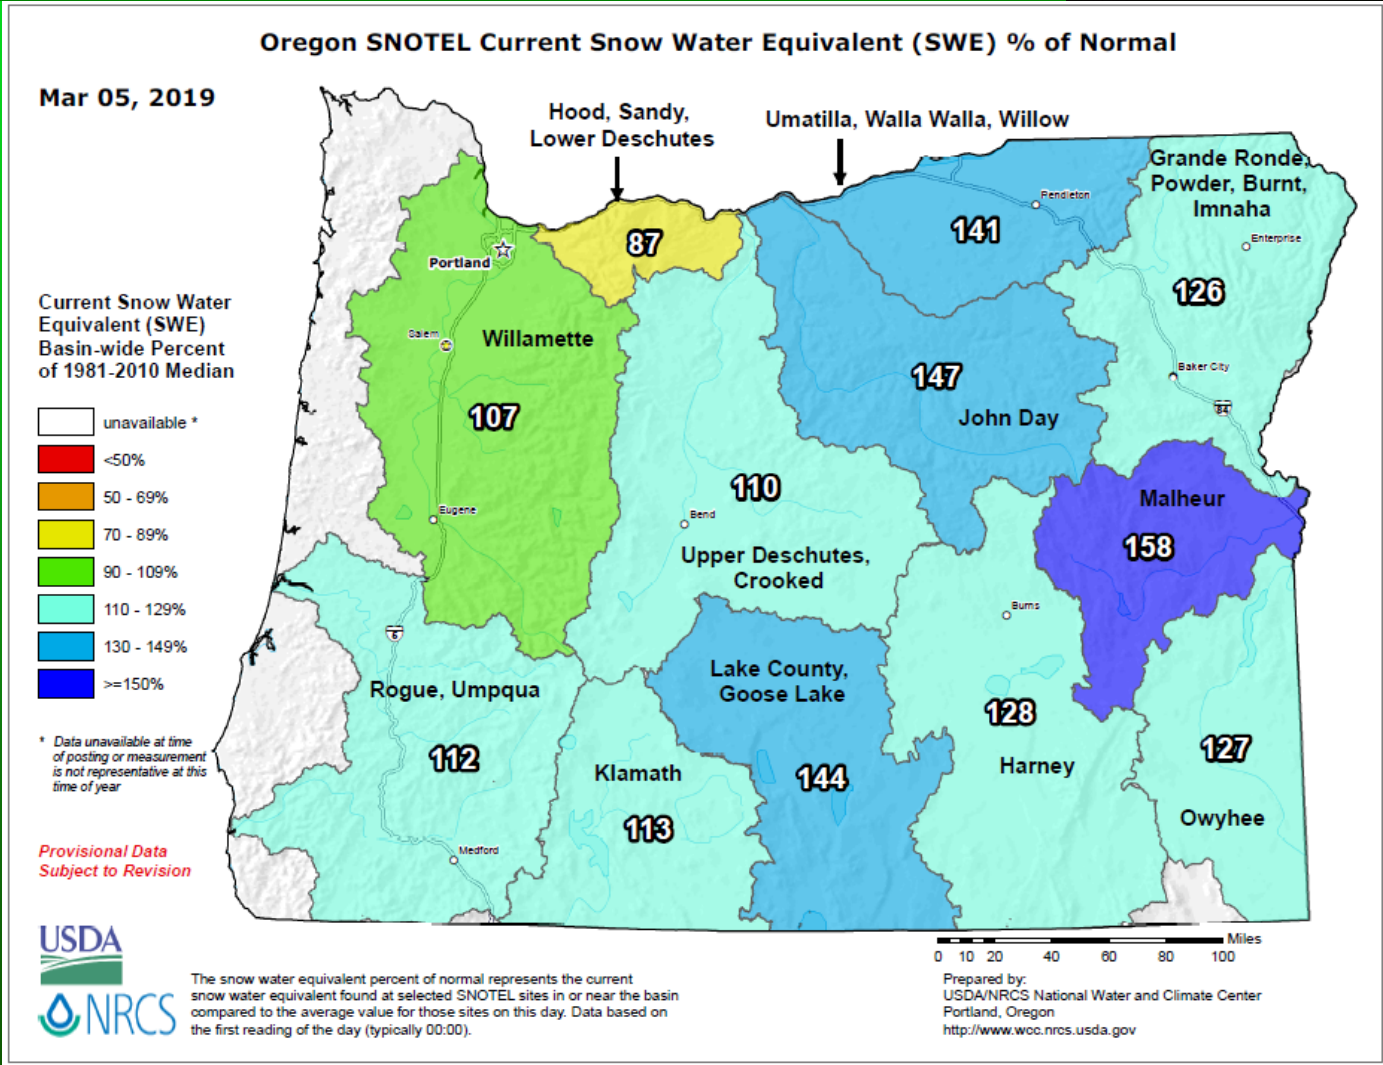 Oregon SNOTEL Current Snow Water Equivalent (SWE) % of Normal
Mar 05, 2019
Hood, Sandy,
Lower Deschutes
Umatilla, Walla Walla, Willow
Grande Ronde,
Powder, Burnt,
Imnaha
Pendleton
Enterprise
141
87
Portland
126
Current Snow Water
Equivalent (SWE)
Basin-wide Percent
of 1981-2010 Median
Salem
Willamette
107
147
John Day
Baker City
84
unavailable *
<50%
50 - 69%
70 - 89%
90 - 109%
110 - 129%
130 - 149%
>=150%
110
Bend
Upper Deschutes,
Crooked
Eugene
Malheur
158
Burns
Lake County,
Goose Lake
144
Rogue, Umpqua
112
Klamath
113
128
Harney
127
Owyhee
Medford
* Data unavailable at time
of posting or measurement
is not representative at this
time of year
Provisional Data
Subject to Revision
USDA
NRCS
The snow water equivalent percent of normal represents the current
snow water equivalent found at selected SNOTEL sites in or near the basin
compared to the average value for those sites on this day. Data based on
the first reading of the day (typically 00:00).
Miles
0 10 20 40 60 80 100
Prepared by:
USDA/NRCS National Water and Climate Center
Portland, Oregon
http://www.wcc.nrcs.usda.gov